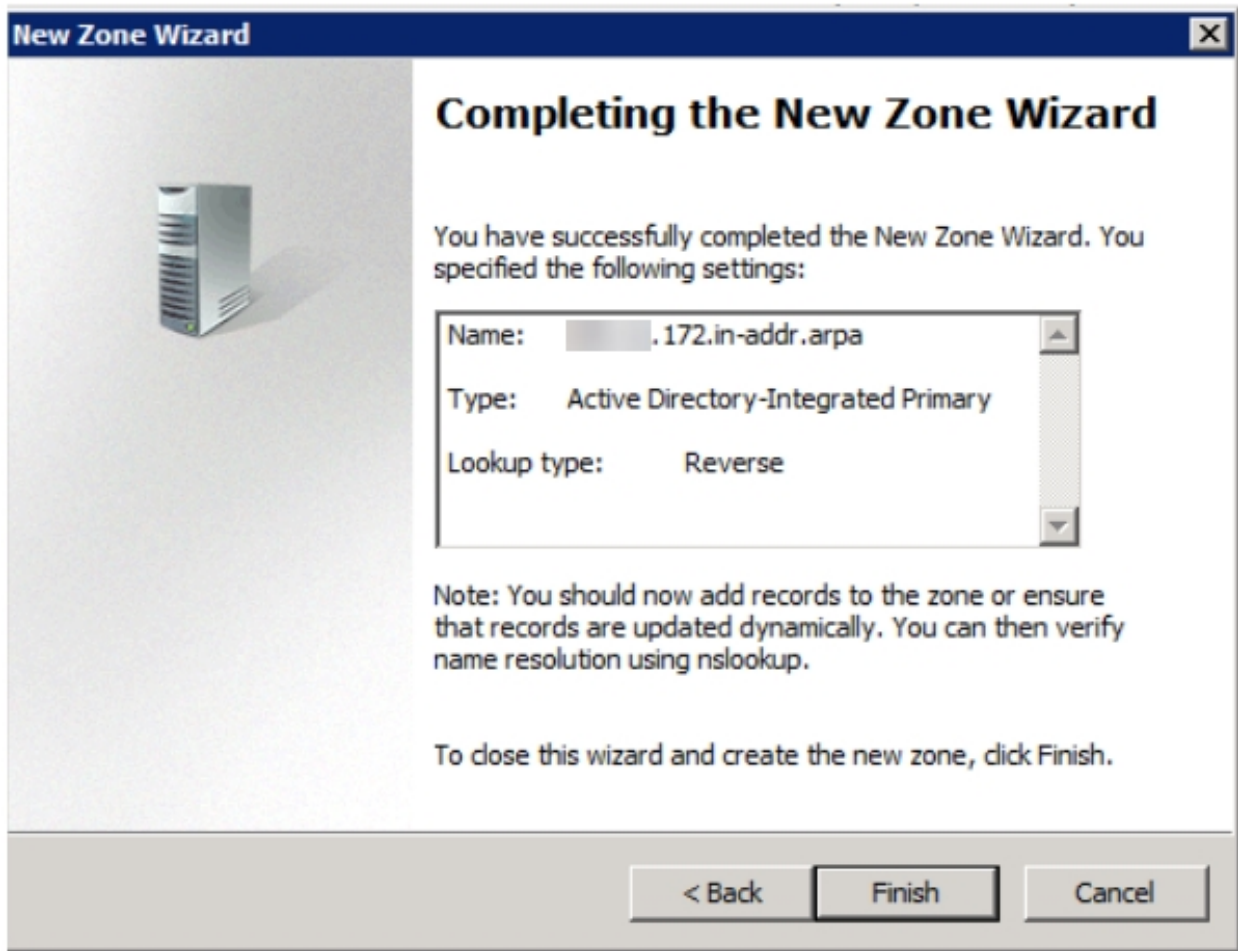 New Zone Wizard
Completing the New Zone Wizard
You have successfully completed the New Zone Wizard. You
specified the following settings:
Name: .172.in-addr.arpa
Type: Active Directory-Integrated Primary
Lookup type: Reverse
Note: You should now add records to the zone or ensure
that records are updated dynamically. You can then verify
name resolution using nslookup.
To close this wizard and create the new zone, click Finish.
< Back Finish Cancel